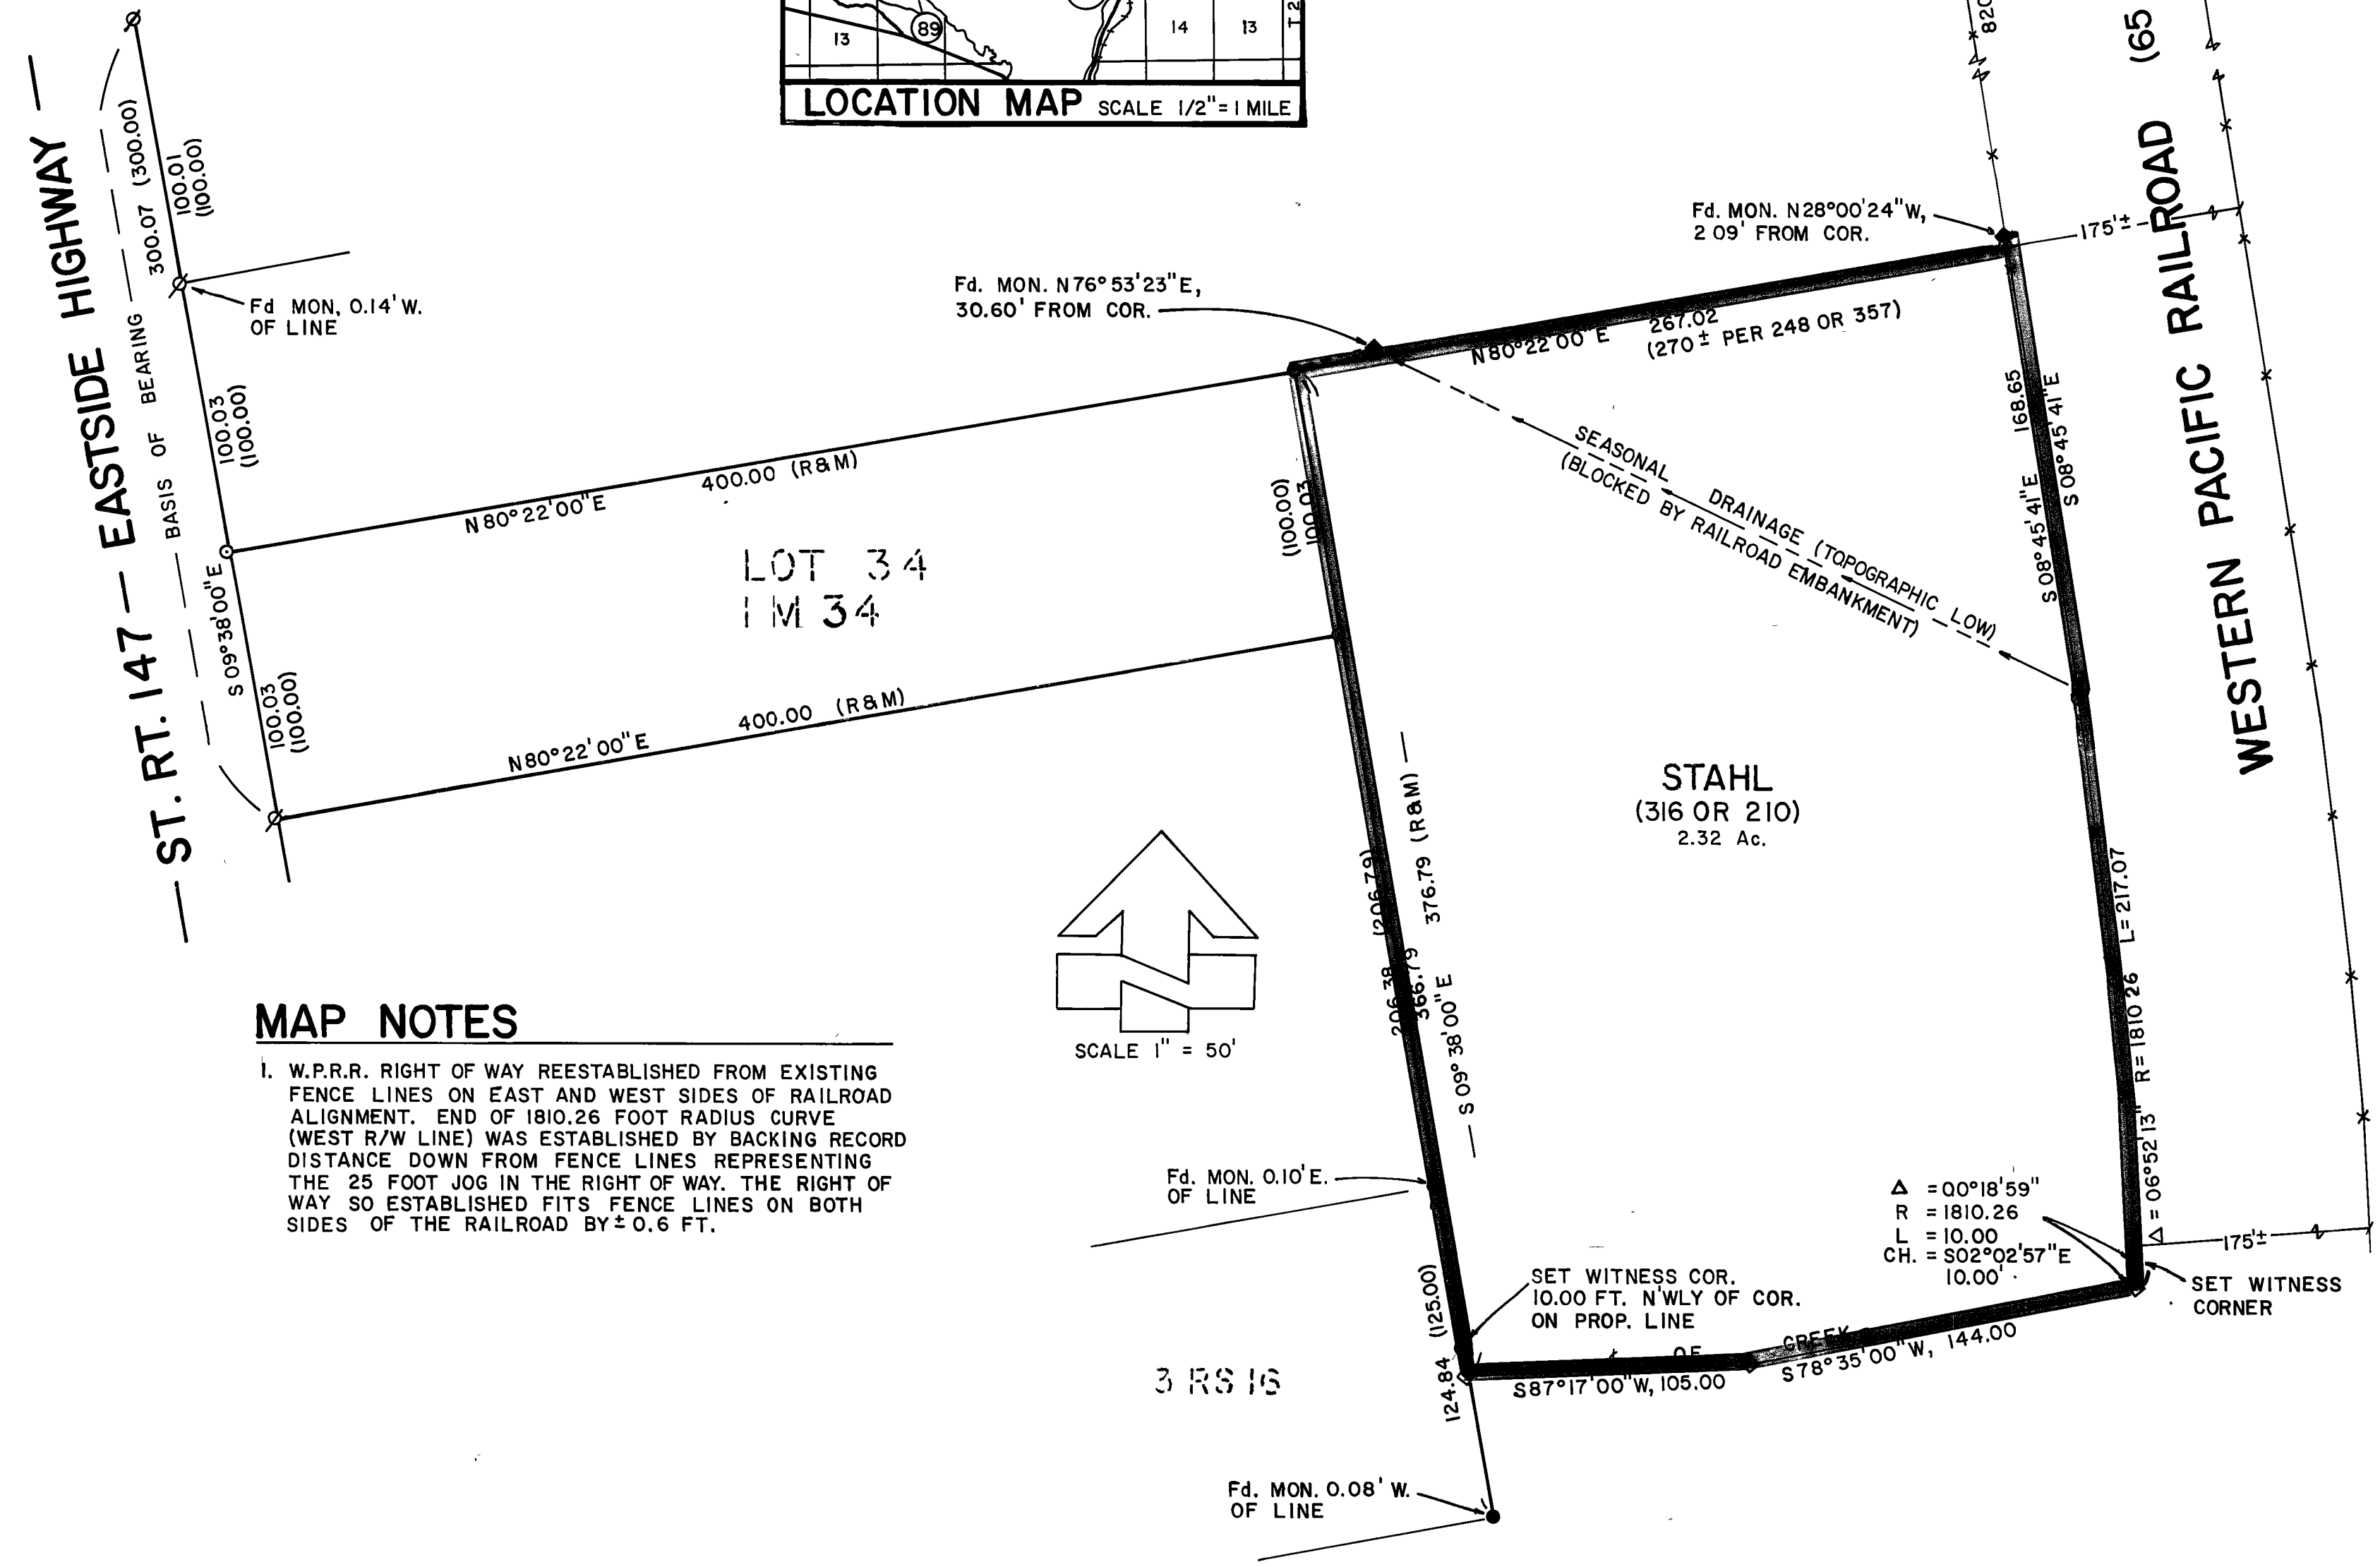 13
89
14
13
T 2
LOCATION MAP SCALE 1/2"= 1 MILE
820
(65
WESTERN PACIFIC RAILROAD
— ST. RT. 147 — EASTSIDE HIGHWAY —
BASIS OF BEARING
300.07 (300.00)
100.01
(100.00)
Fd MON, 0.14' W.
OF LINE
100.03
(100.00)
S 09°38'00"E
100.03
(100.00)
N 80°22'00"E
400.00 (R&M)
LOT 34
1 M 34
N80°22'00"E
400.00 (R&M)
Fd. MON. N76°53'23"E,
30.60' FROM COR.
Fd. MON. N28°00'24"W,
2 09' FROM COR.
175'±
N80°22'00"E
267.02
(270± PER 248 OR 357)
(100.00)
100.03
168.65
S 08°45'41"E
S 08°45'41"E
SEASONAL DRAINAGE (TOPOGRAPHIC LOW)
(BLOCKED BY RAILROAD EMBANKMENT)
STAHL
(316 OR 210)
2.32 Ac.
(206.79)
206.38
366.79
376.79 (R&M)
S 09°38'00"E
Δ = 06°52'13" R= 1810 26 L= 217.07
SCALE 1" = 50'
MAP NOTES
1. W.P.R.R. RIGHT OF WAY REESTABLISHED FROM EXISTING
FENCE LINES ON EAST AND WEST SIDES OF RAILROAD
ALIGNMENT. END OF 1810.26 FOOT RADIUS CURVE
(WEST R/W LINE) WAS ESTABLISHED BY BACKING RECORD
DISTANCE DOWN FROM FENCE LINES REPRESENTING
THE 25 FOOT JOG IN THE RIGHT OF WAY. THE RIGHT OF
WAY SO ESTABLISHED FITS FENCE LINES ON BOTH
SIDES OF THE RAILROAD BY ± 0.6 FT.
Fd. MON. 0.10' E.
OF LINE
Δ = 00°18'59"
R = 1810.26
L = 10.00
CH. = S02°02'57"E
10.00'
175'±
SET WITNESS
CORNER
SET WITNESS COR.
10.00 FT. N'WLY OF COR.
ON PROP. LINE
(125.00)
124.84
OF
S87°17'00"W, 105.00
S78°35'00"W, 144.00
3 RS 16
Fd. MON. 0.08' W.
OF LINE